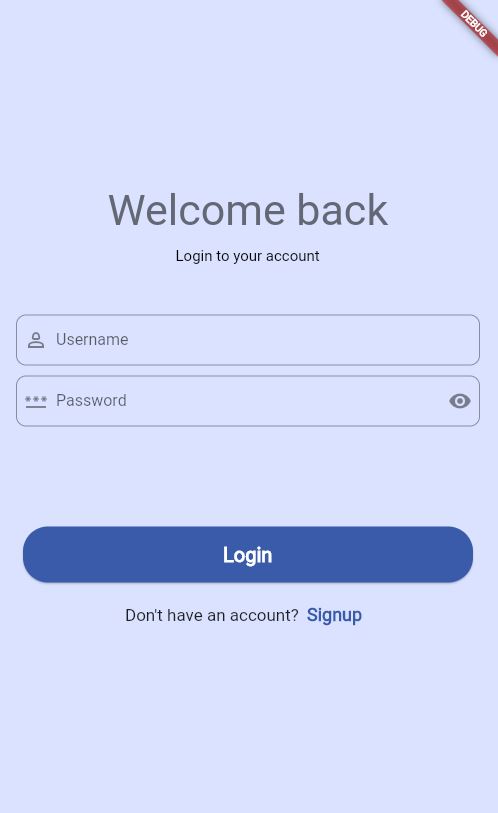 DEBUG
Welcome back
Login to your account
Username
Password
Login
Don't have an account? Signup